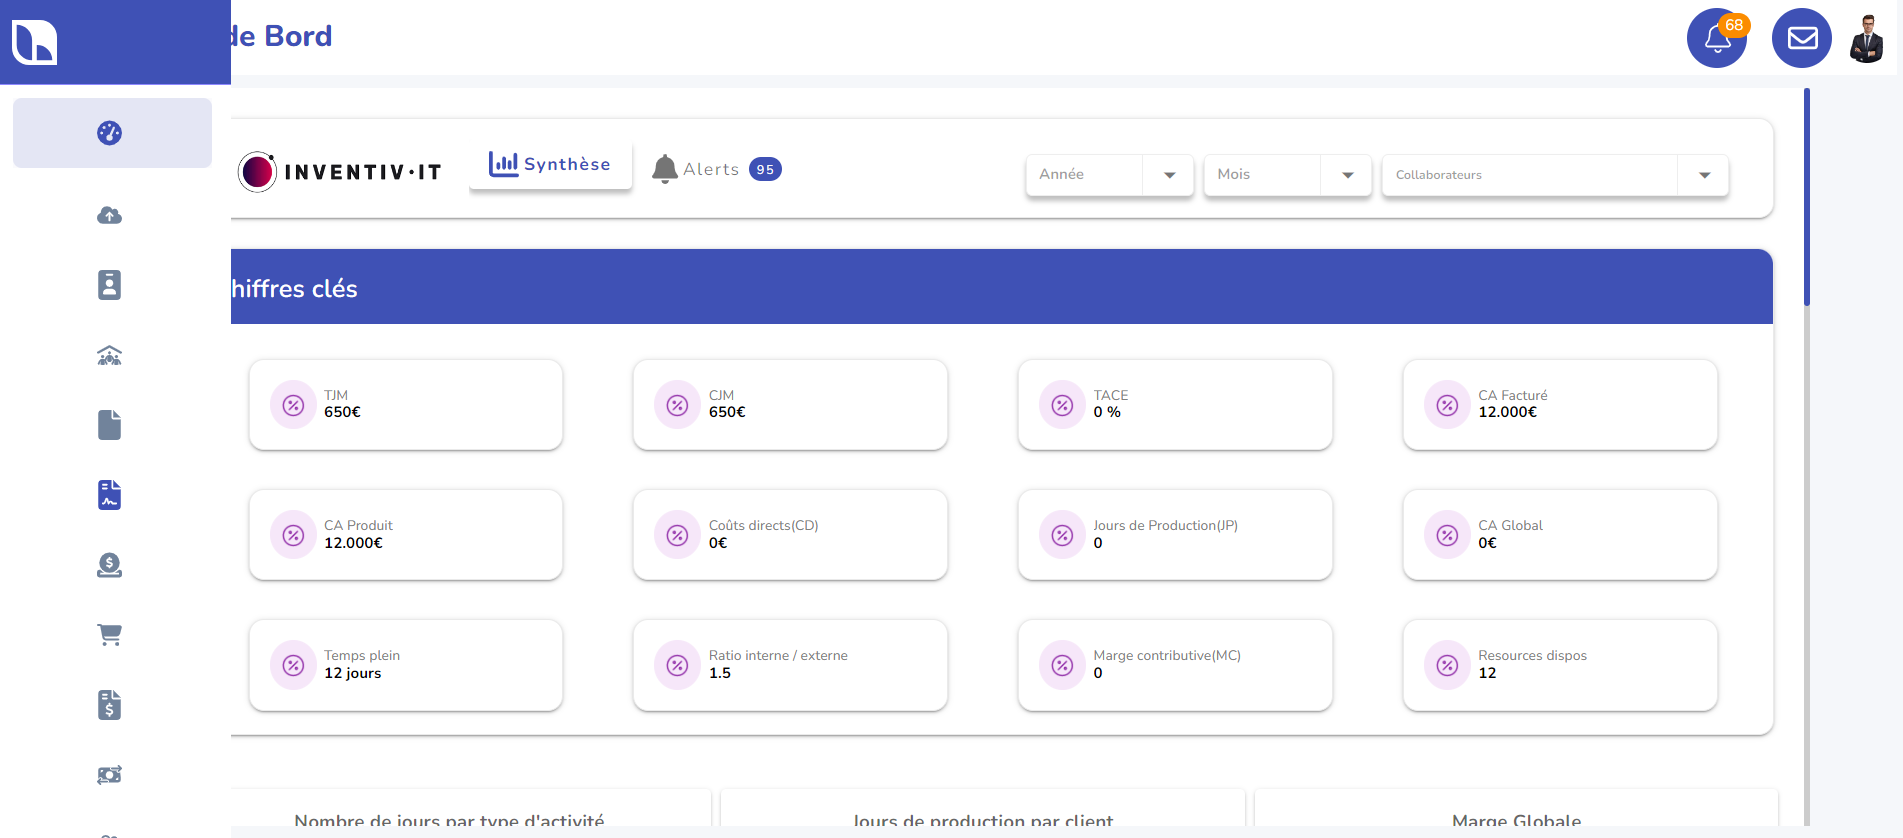 de Bord
68
INVENTIV·IT
Synthèse
Alerts 95
Année
Mois
Collaborateurs
hiffres clés
TJM
650€
CJM
650€
TACE
0 %
CA Facturé
12.000€
CA Produit
12.000€
Coûts directs(CD)
0€
Jours de Production(JP)
0
CA Global
0€
Temps plein
12 jours
Ratio interne / externe
1.5
Marge contributive(MC)
0
Resources dispos
12
Nombre de jours par type d'activité
Jours de production par client
Marge Globale